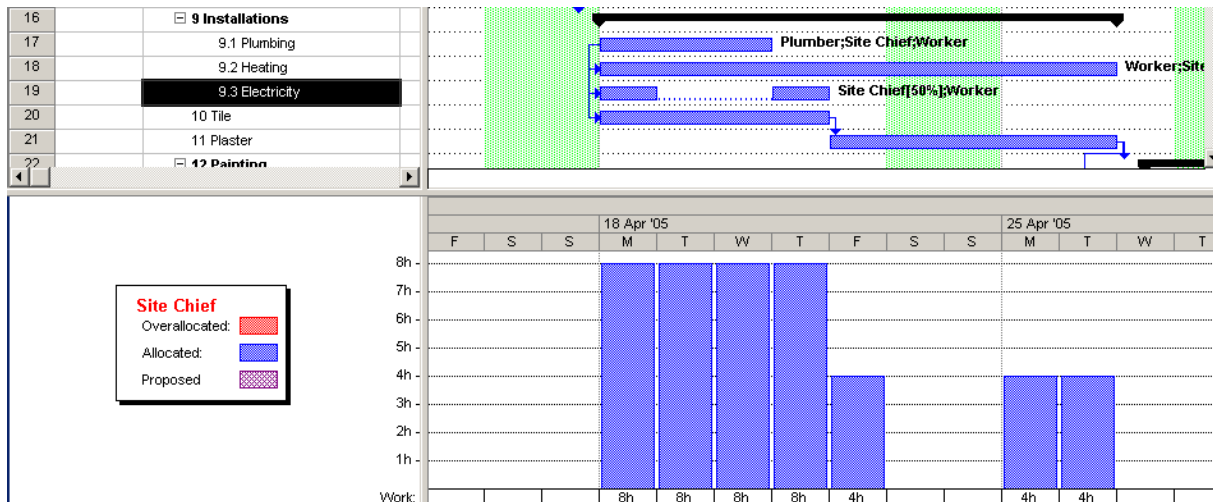 16 9 Installations
17 9.1 Plumbing Plumber;Site Chief;Worker
18 9.2 Heating Worker;Site
19 9.3 Electricity Site Chief[50%];Worker
20 10 Tile
21 11 Plaster
22 12 Painting
18 Apr '05 25 Apr '05
F S S M T W T F S S M T W T
8h
7h
Site Chief
6h
Overallocated:
5h
Allocated:
4h
Proposed
3h
2h
1h
Work: 8h 8h 8h 8h 4h 4h 4h